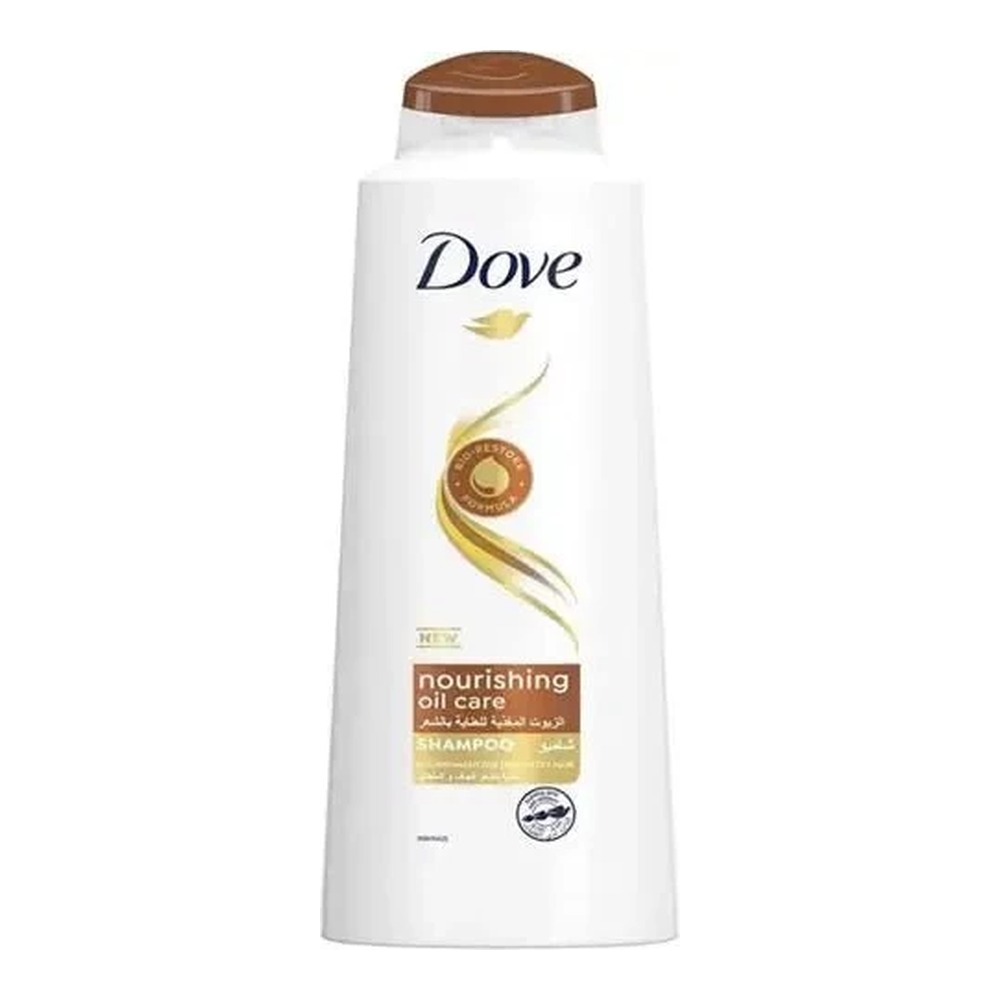 Dove
BIO-RESTORE
FORMULA
NEW
nourishing
oil care
الزيوت المغذية للعناية بالشعر
SHAMPOO شامبو